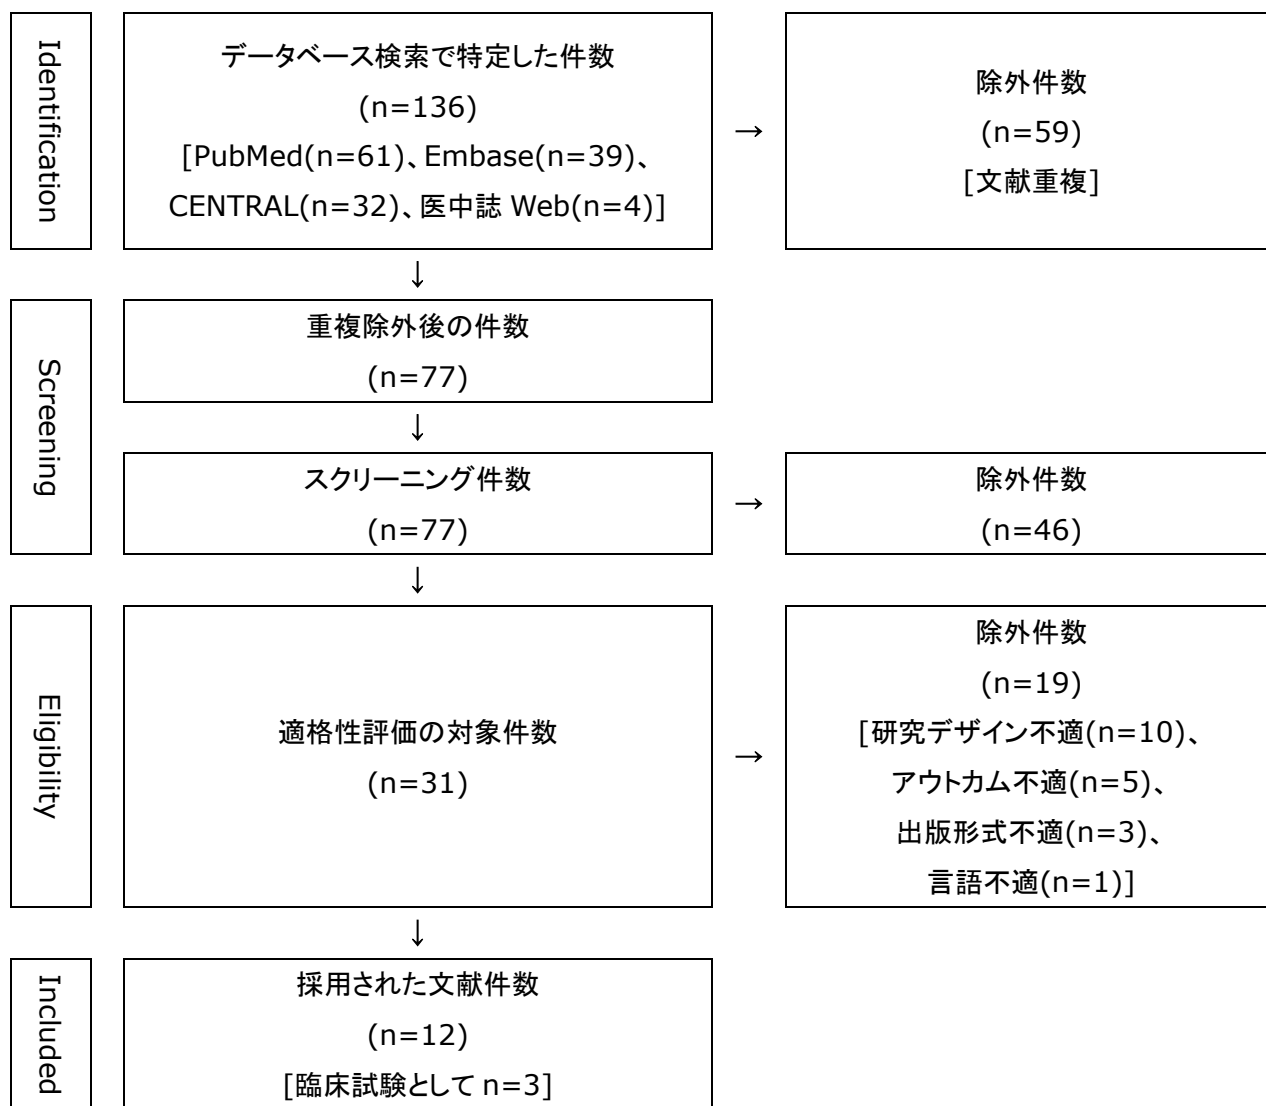 Identification
データベース検索で特定した件数
(n=136)
[PubMed(n=61)、Embase(n=39)、
CENTRAL(n=32)、医中誌 Web(n=4)]
→
除外件数
(n=59)
[文献重複]
↓
Screening
重複除外後の件数
(n=77)
↓
スクリーニング件数
(n=77)
→
除外件数
(n=46)
↓
Eligibility
適格性評価の対象件数
(n=31)
→
除外件数
(n=19)
[研究デザイン不適(n=10)、
アウトカム不適(n=5)、
出版形式不適(n=3)、
言語不適(n=1)]
↓
Included
採用された文献件数
(n=12)
[臨床試験として n=3]